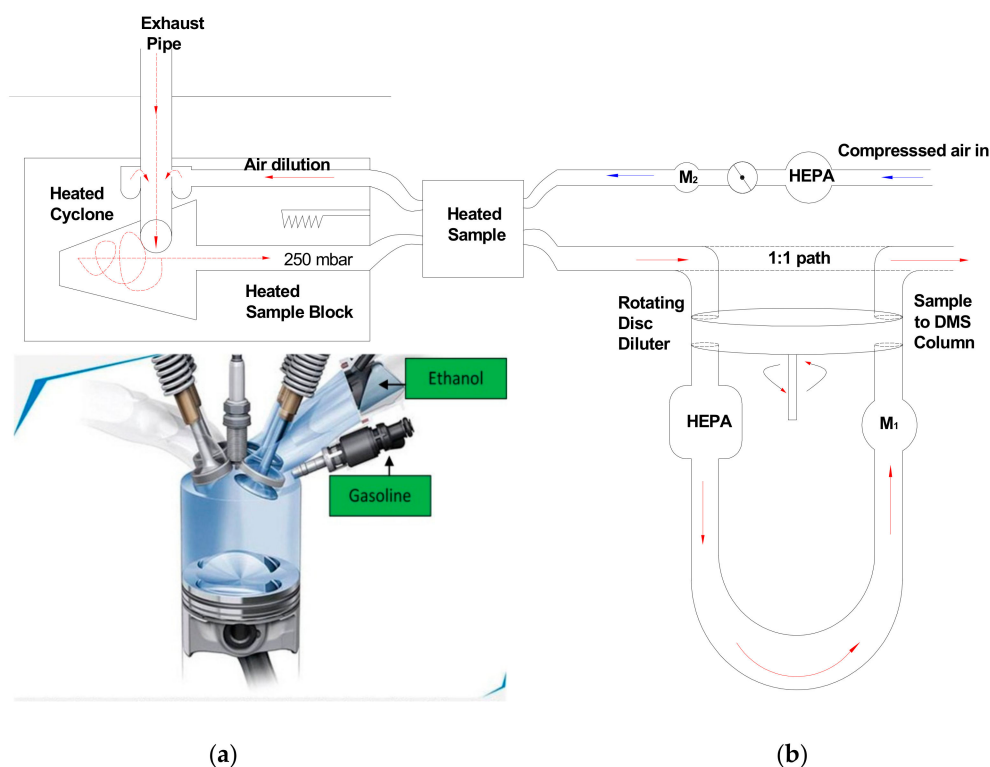 Exhaust
Pipe
Air dilution
Heated
Cyclone
250 mbar
Heated
Sample Block
Heated
Sample
Compresssed air in
M2
HEPA
1:1 path
Rotating
Disc
Diluter
Sample
to DMS
Column
HEPA
M1
Ethanol
Gasoline
(a)
(b)